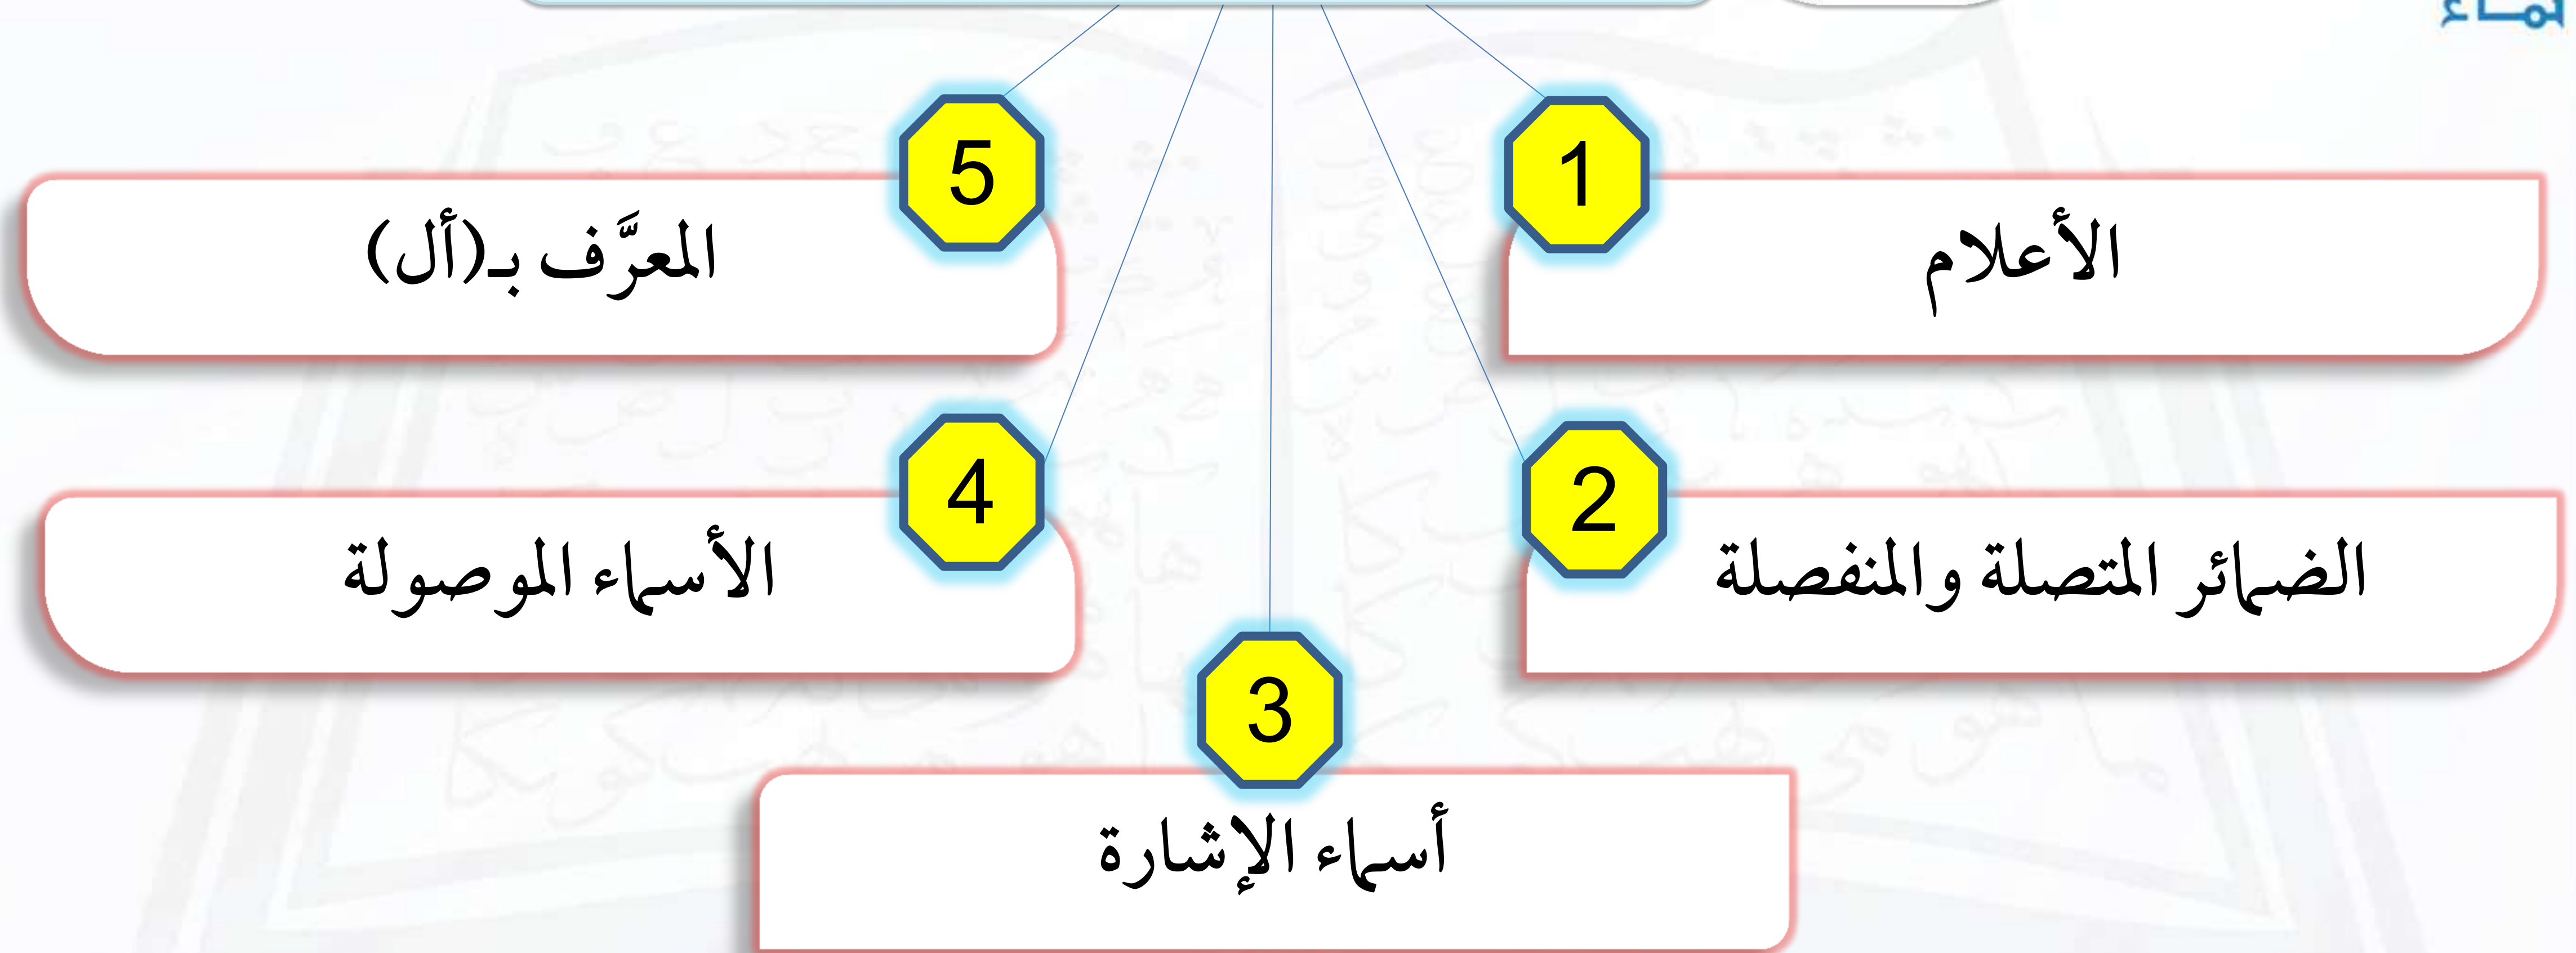 1
الأعلام
2
الضمائر المتصلة والمنفصلة
3
أسماء الإشارة
4
الأسماء الموصولة
5
المعرَّف بـ(أل)